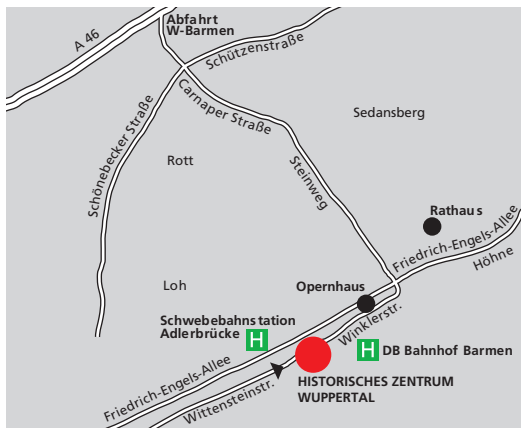 Abfahrt
W-Barmen
A 46
Schützenstraße
Carnaper Straße
Sedansberg
Schönebecker Straße
Rott
Steinweg
Rathaus
Friedrich-Engels-Allee
Höhne
Loh
Opernhaus
Schwebebahnstation
Adlerbrücke
H
Winklerstr.
H
DB Bahnhof Barmen
Friedrich-Engels-Allee
Wittensteinstr.
HISTORISCHES ZENTRUM
WUPPERTAL